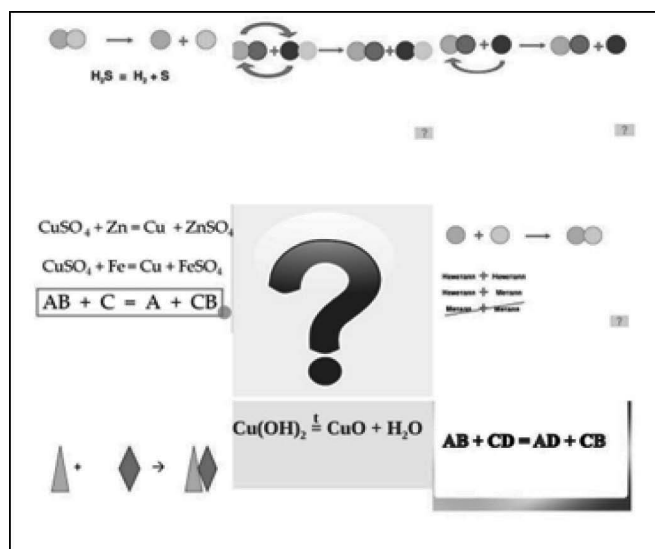 H₂S = H₂ + S
?
?
CuSO₄ + Zn = Cu + ZnSO₄
CuSO₄ + Fe = Cu + FeSO₄
AB + C = A + CB
?
Неметалл + Неметалл
Неметалл + Металл
Металл + Металл
?
Cu(OH)₂ t = CuO + H₂O
AB + CD = AD + CB